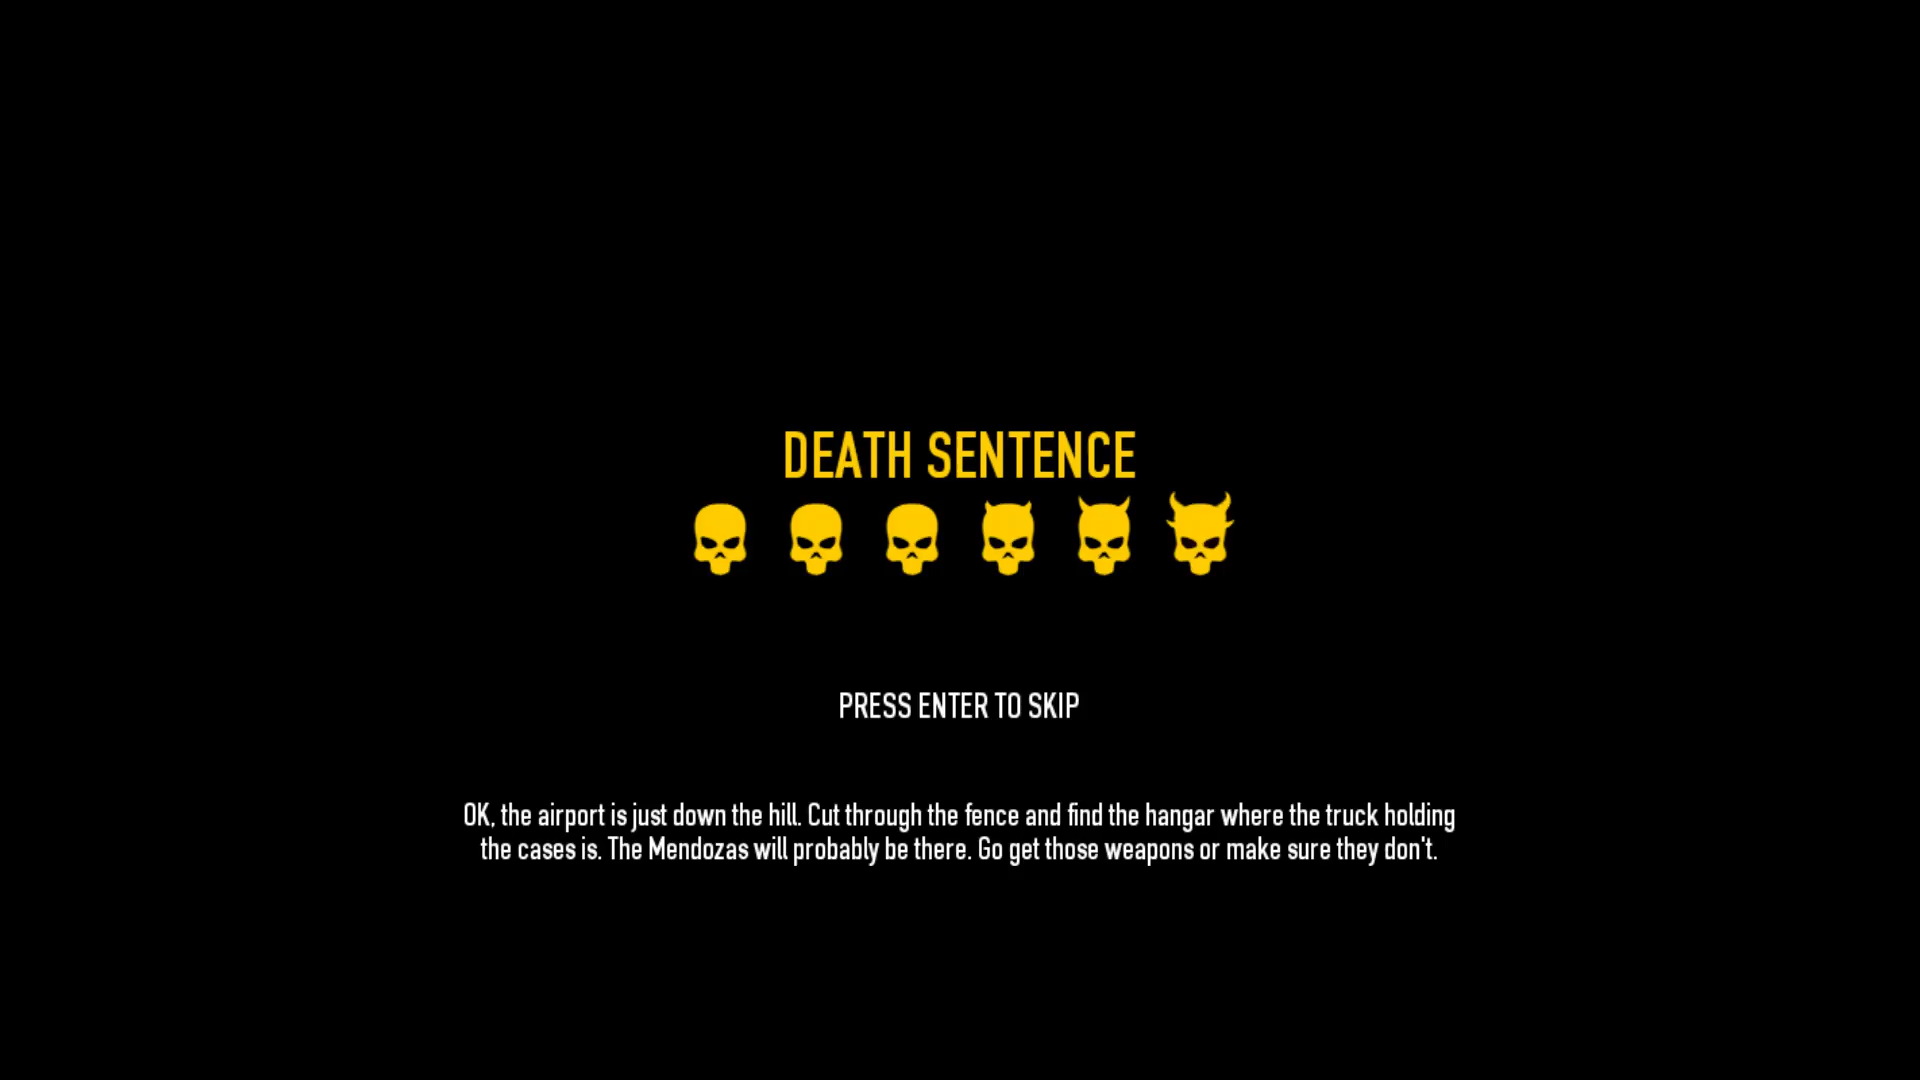 DEATH SENTENCE
PRESS ENTER TO SKIP
OK, the airport is just down the hill. Cut through the fence and find the hangar where the truck holding
the cases is. The Mendozas will probably be there. Go get those weapons or make sure they don't.